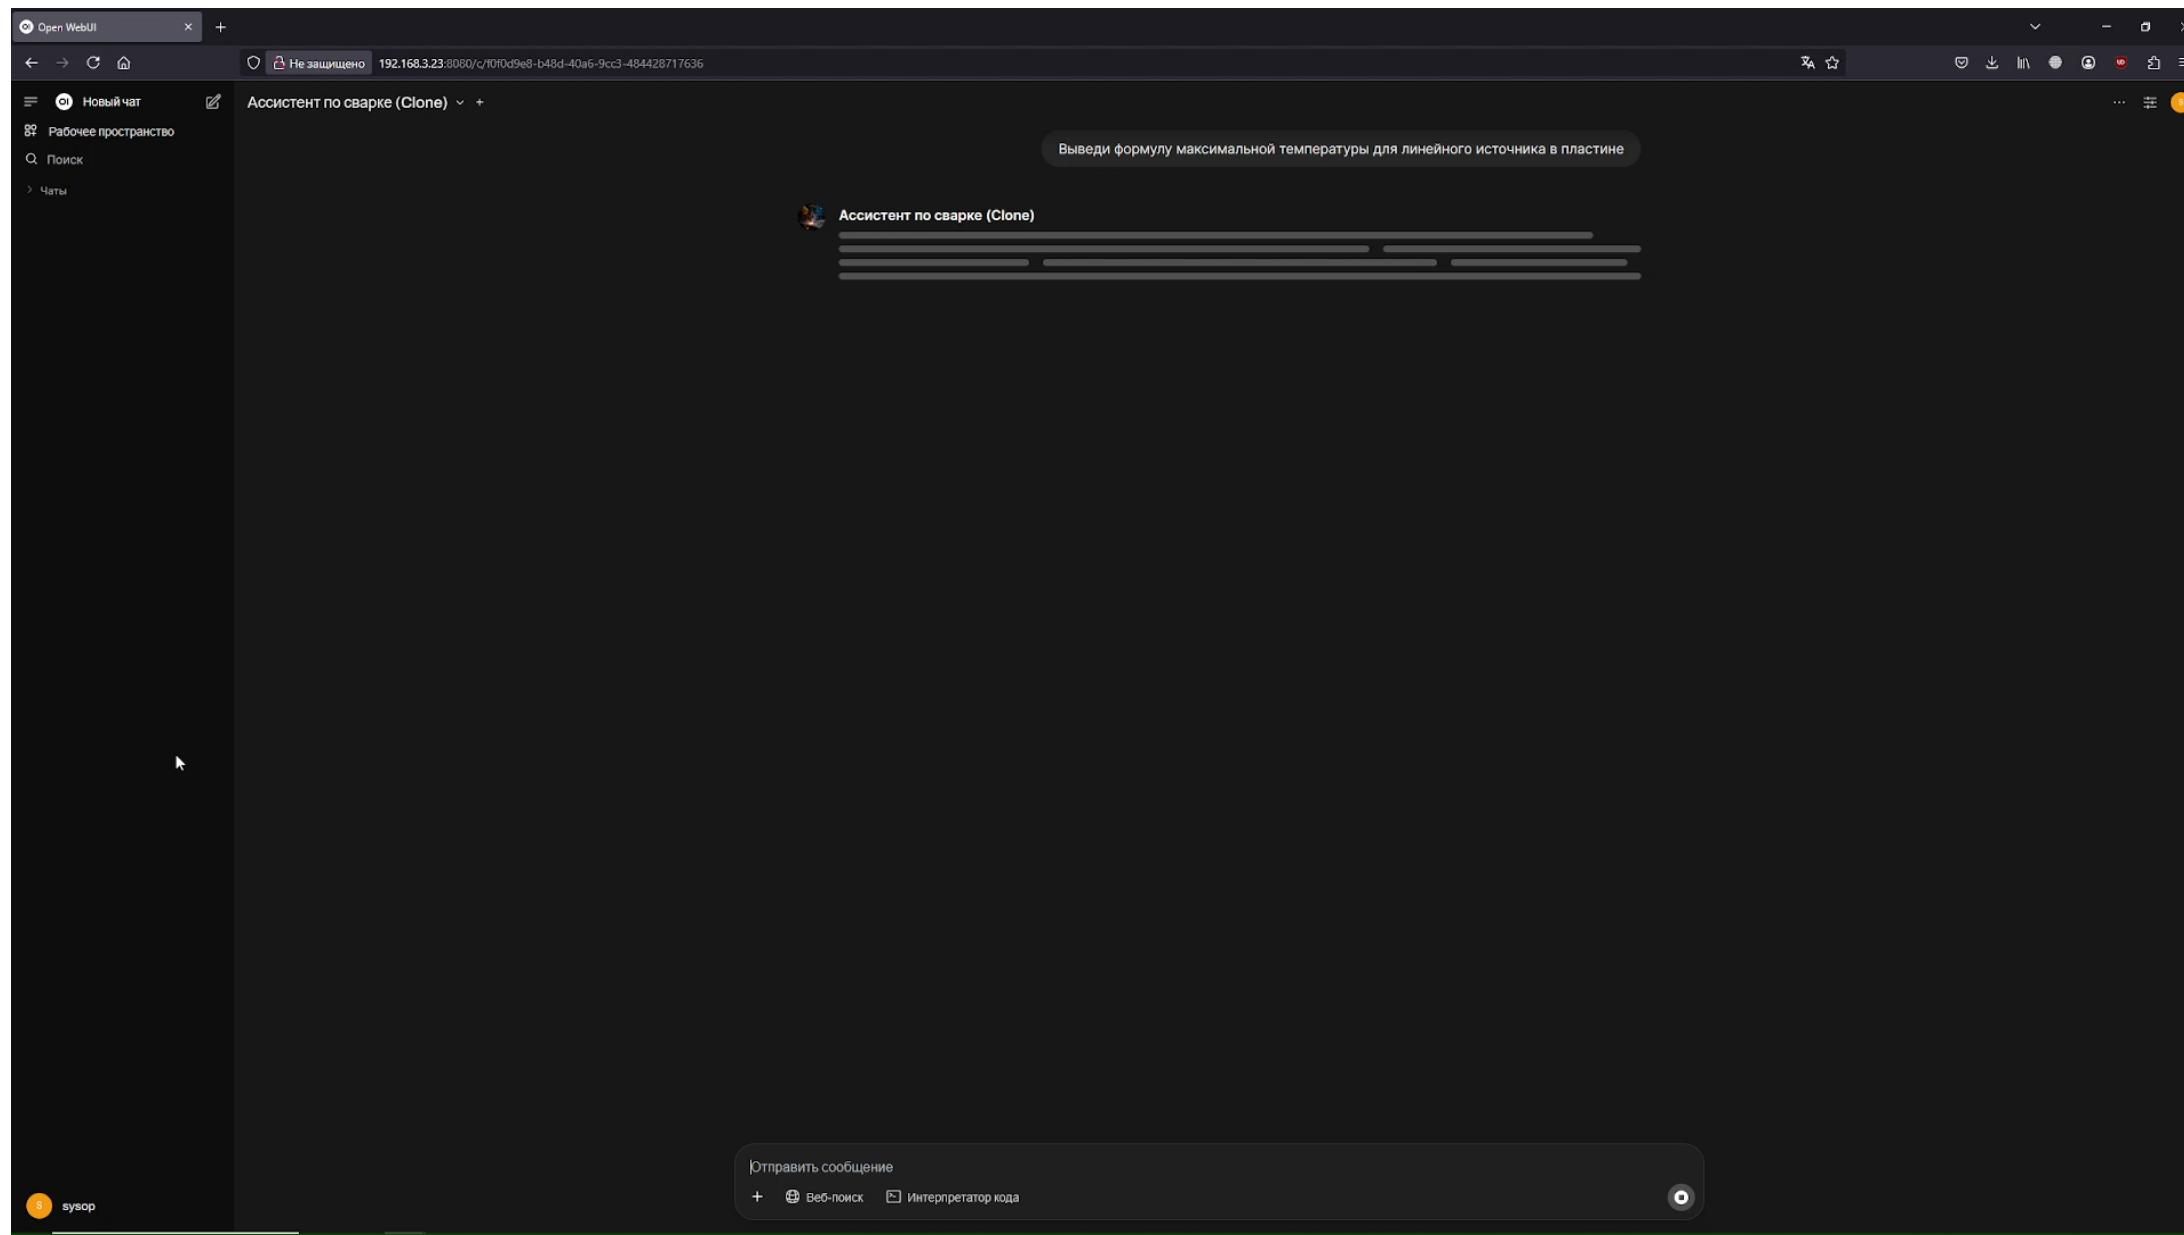 Open WebUI
Не защищено
192.168.3.23:8080/c/f0f0d9e8-b48d-40a6-9cc3-484428717636
Новый чат
Ассистент по сварке (Clone)
Рабочее пространство
Поиск
Чаты
Выведи формулу максимальной температуры для линейного источника в пластине
Ассистент по сварке (Clone)
Отправить сообщение
Веб-поиск
Интерпретатор кода
S
sysop